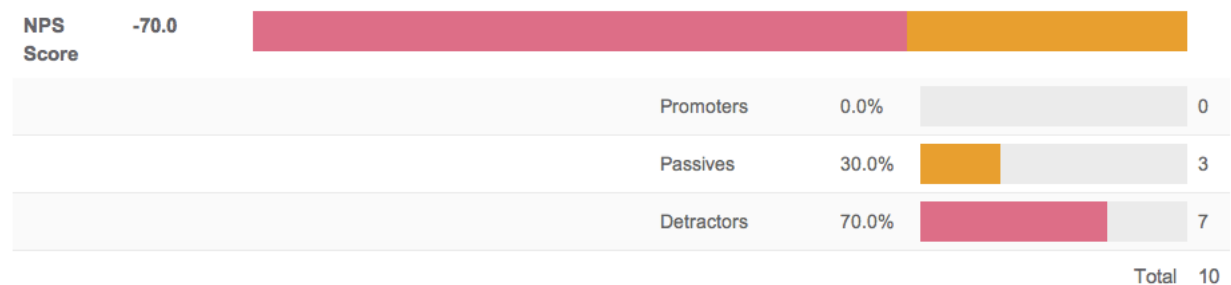 NPS Score -70.0
Promoters 0.0% 0
Passives 30.0% 3
Detractors 70.0% 7
Total 10